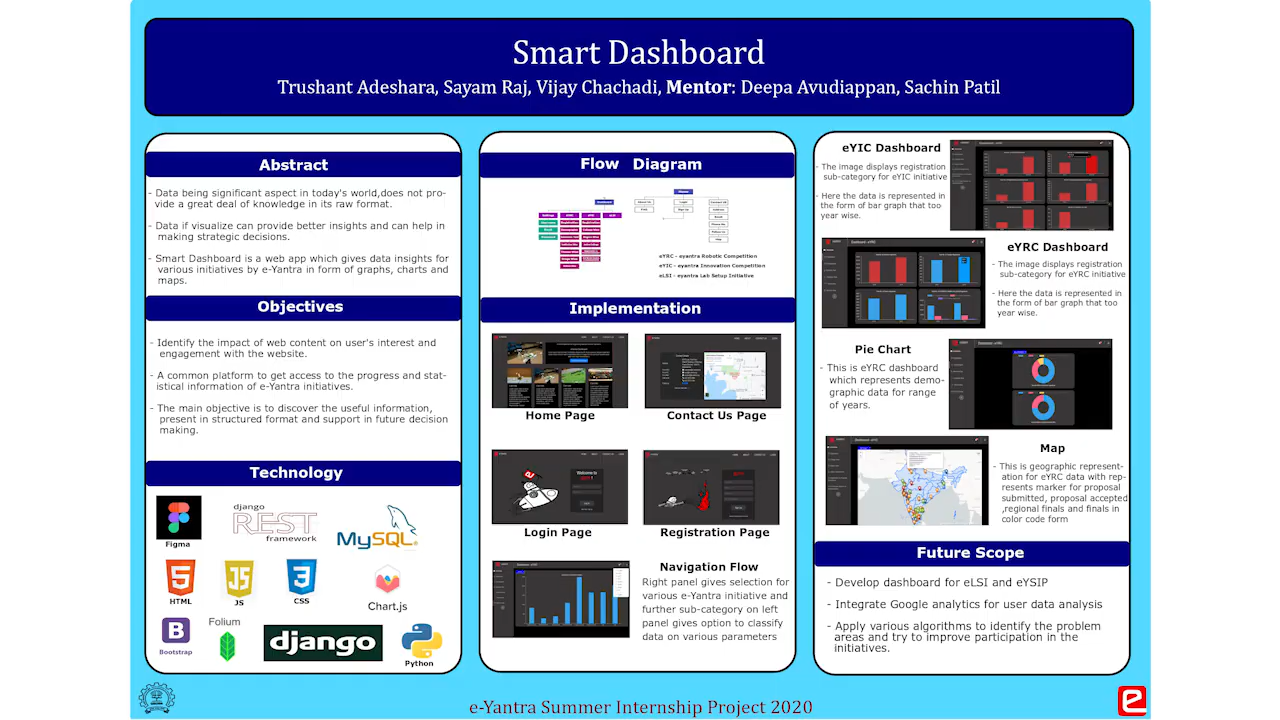 Smart Dashboard
Trushant Adeshara, Sayam Raj, Vijay Chachadi, Mentor: Deepa Avudiappan, Sachin Patil
Abstract
- Data being significant aspect in today's world,does not pro-
vide a great deal of knowledge in its raw format.
- Data if visualize can provide better insights and can help in
making strategic decisions.
- Smart Dashboard is a web app which gives data insights for
various initiatives by e-Yantra in form of graphs, charts and
maps.
Objectives
- Identify the impact of web content on user's interest and
engagement with the website.
- A common platform to get access to the progress and stat-
istical information of e-Yantra initiatives.
- The main objective is to discover the useful information,
present in structured format and support in future decision
making.
Technology
Figma
django
REST
framework
MySQL
HTML
JS
JS
CSS
Chart.js
B
Bootstrap
Folium
django
Python
Flow Diagram
eYRC - eyantra Robotic Competition
eYIC - eyantra Innovation Competition
eLSI - eyantra Lab Setup Initiative
Implementation
Home Page
Contact Us Page
Login Page
Registration Page
Navigation Flow
Right panel gives selection for
various e-Yantra initiative and
further sub-category on left
panel gives option to classify
data on various parameters
eYIC Dashboard
- The image displays registration
sub-category for eYIC initiative
- Here the data is represented in
the form of bar graph that too
year wise.
eYRC Dashboard
- The image displays registration
sub-category for eYRC initiative
- Here the data is represented in
the form of bar graph that too
year wise.
Pie Chart
- This is eYRC dashboard
which represents demo-
graphic data for range
of years.
Map
- This is geographic represent-
ation for eYRC data with rep-
resents marker for proposal
submitted, proposal accepted
,regional finals and finals in
color code form
Future Scope
- Develop dashboard for eLSI and eYSIP
- Integrate Google analytics for user data analysis
- Apply various algorithms to identify the problem
areas and try to improve participation in the
initiatives.
e-Yantra Summer Internship Project 2020